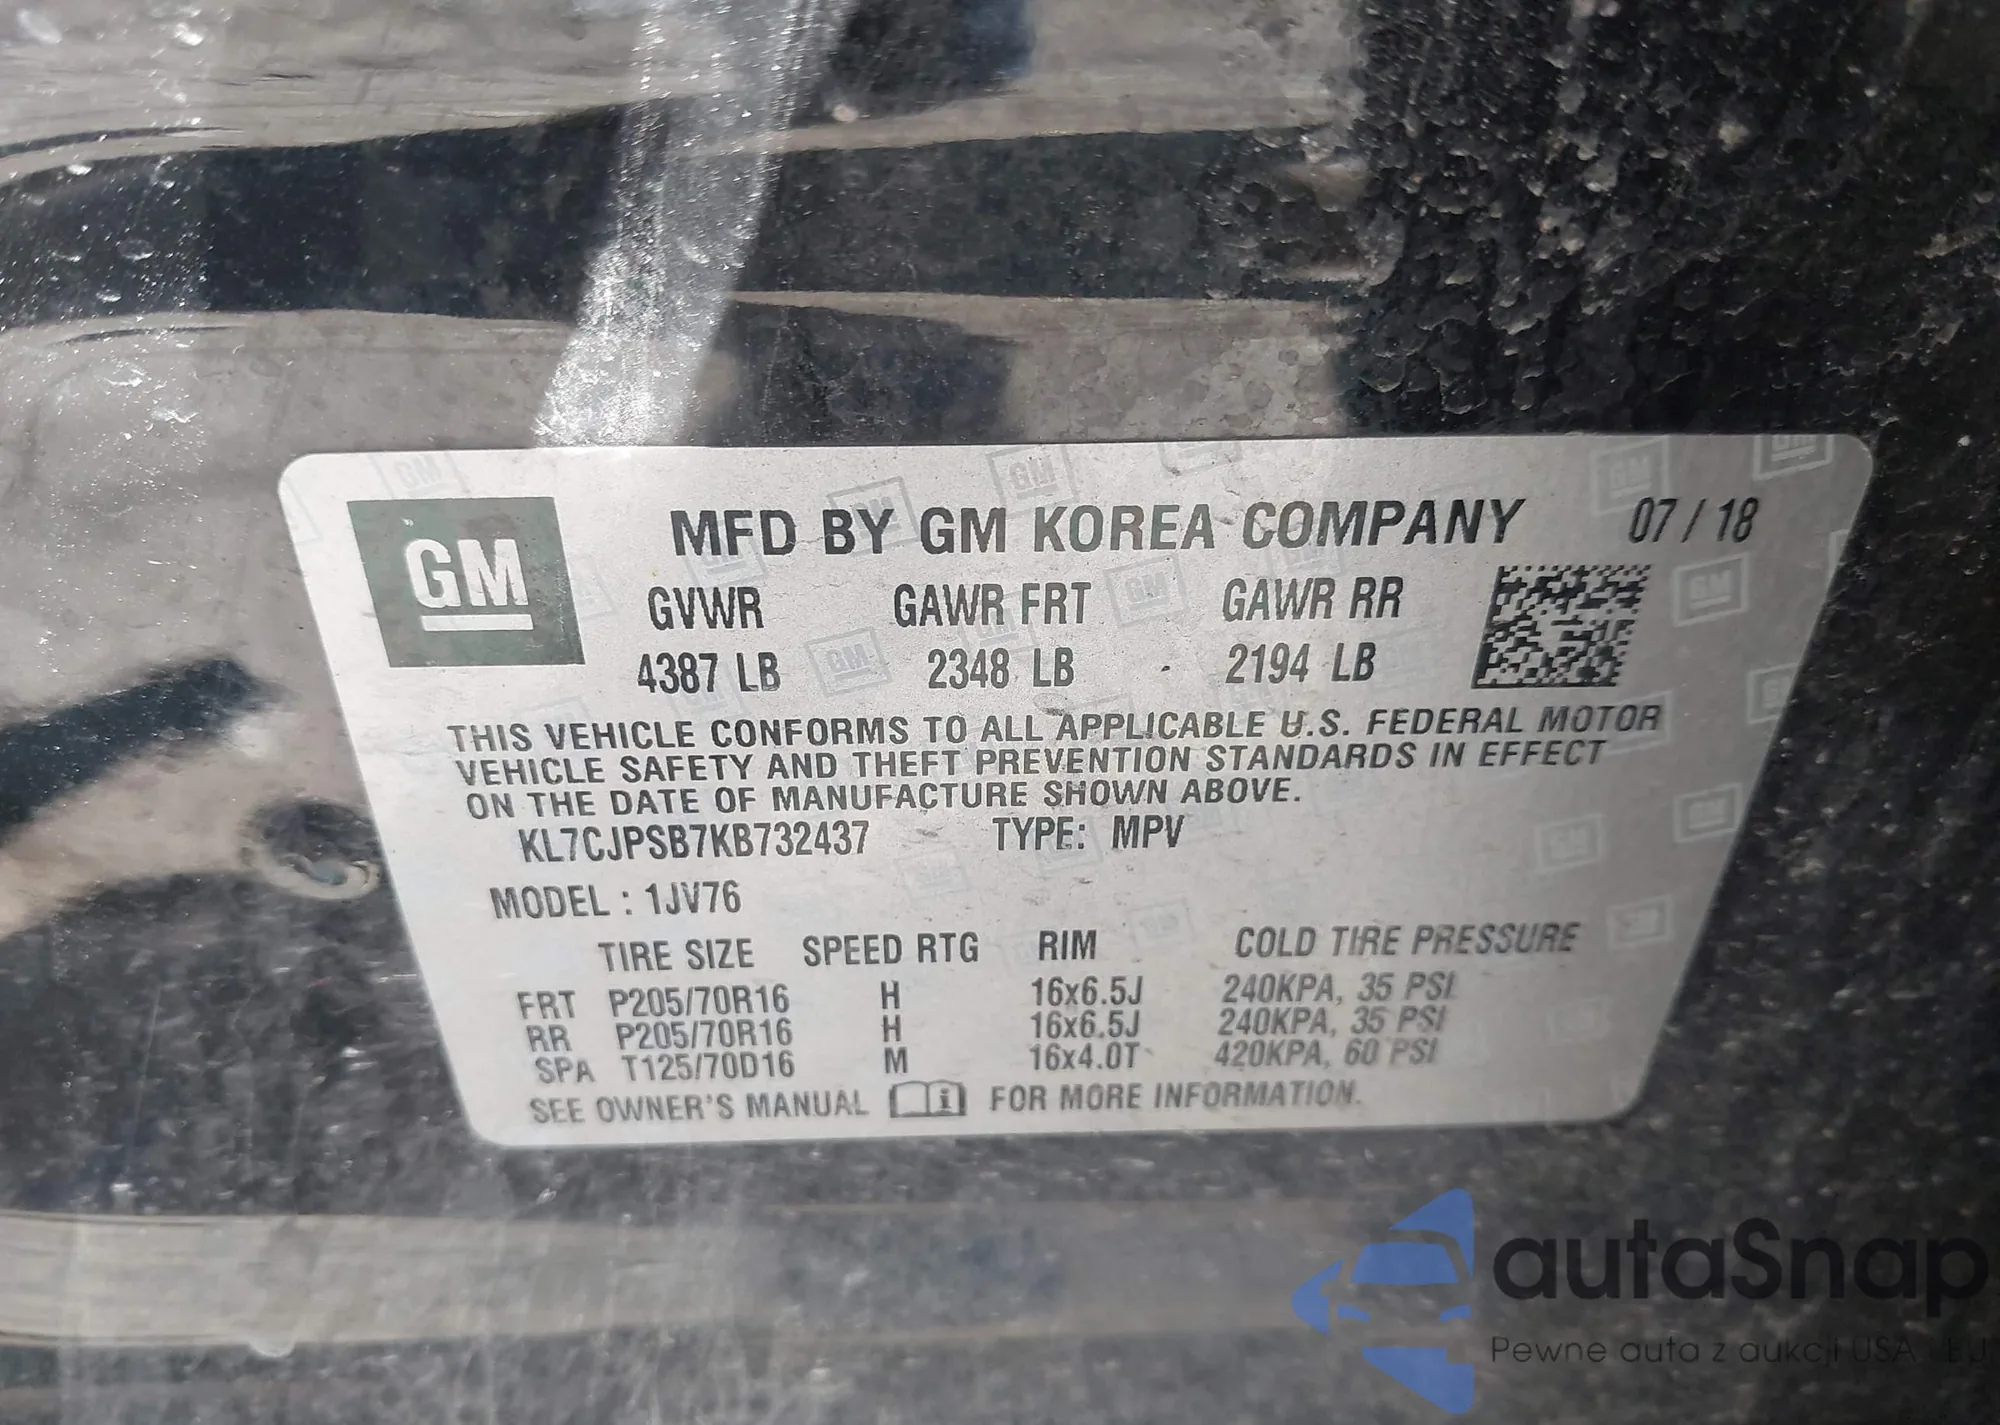 GM
MFD BY GM KOREA COMPANY 07 / 18
GVWR GAWR FRT GAWR RR
4387 LB 2348 LB 2194 LB
THIS VEHICLE CONFORMS TO ALL APPLICABLE U.S. FEDERAL MOTOR
VEHICLE SAFETY AND THEFT PREVENTION STANDARDS IN EFFECT
ON THE DATE OF MANUFACTURE SHOWN ABOVE.
KL7CJPSB7KB732437 TYPE: MPV
MODEL : 1JV76
TIRE SIZE SPEED RTG RIM COLD TIRE PRESSURE
FRT P205/70R16 H 16x6.5J 240KPA, 35 PSI
RR P205/70R16 H 16x6.5J 240KPA, 35 PSI
SPA T125/70D16 M 16x4.0T 420KPA, 60 PSI
SEE OWNER'S MANUAL FOR MORE INFORMATION.
autaSnap
Pewne auta z aukcji USA